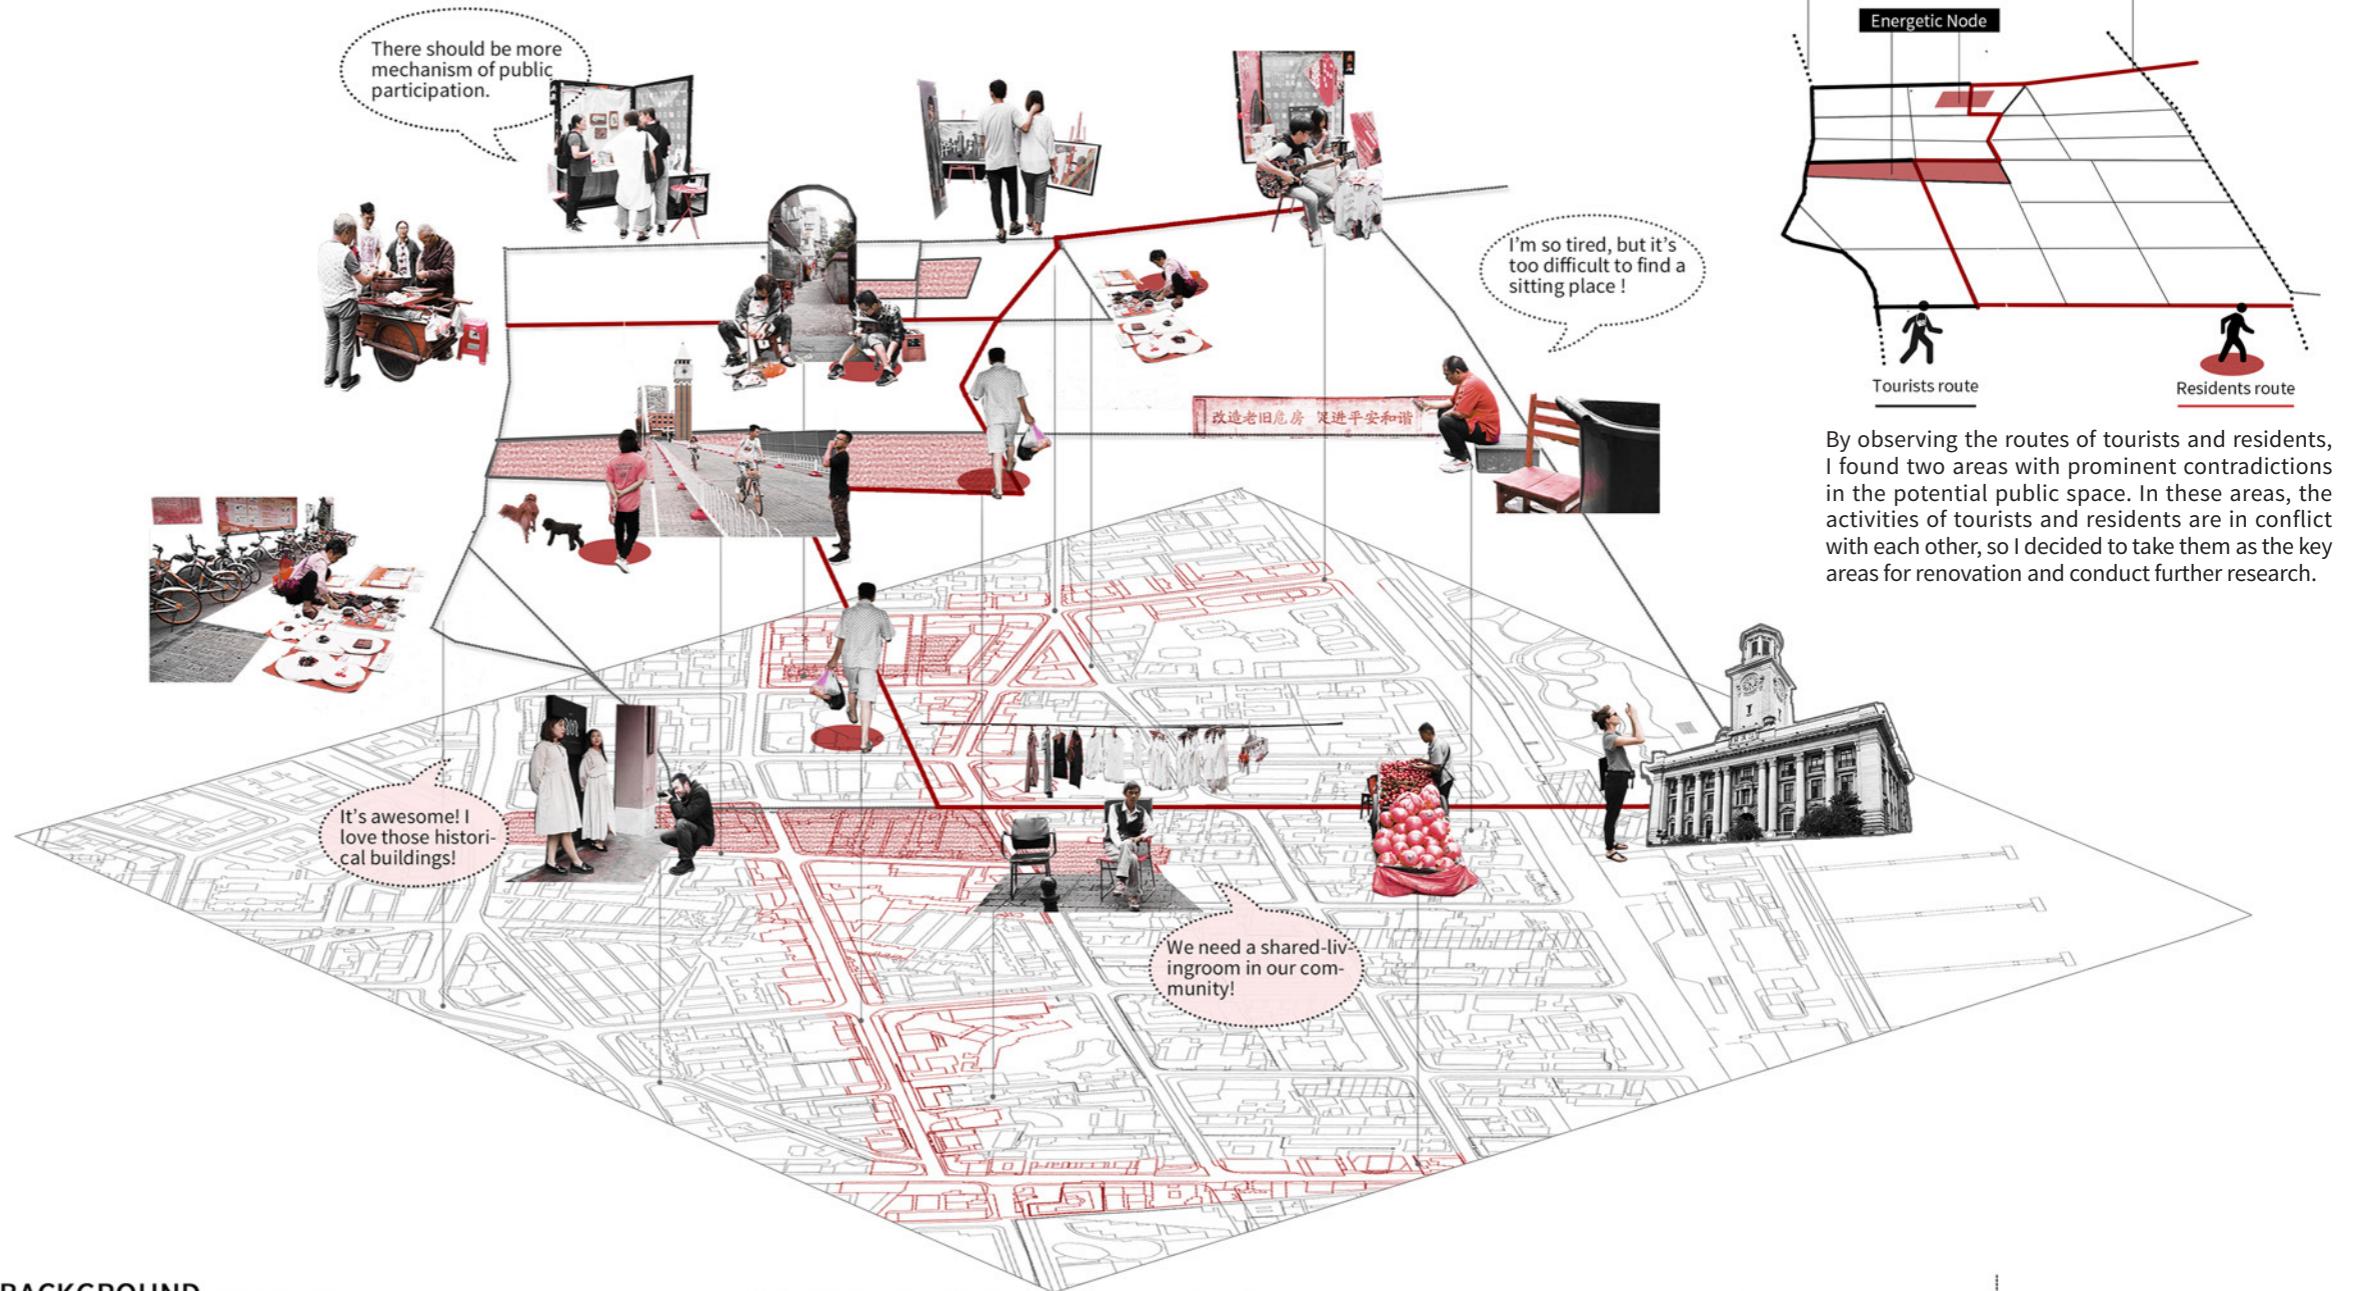 There should be more
mechanism of public
participation.
Energetic Node
I'm so tired, but it's
too difficult to find a
sitting place !
Tourists route
Residents route
改造老旧危房 促进平安和谐
By observing the routes of tourists and residents,
I found two areas with prominent contradictions
in the potential public space. In these areas, the
activities of tourists and residents are in conflict
with each other, so I decided to take them as the key
areas for renovation and conduct further research.
It's awesome! I
love those histori-
cal buildings!
We need a shared-liv-
ingroom in our com-
munity!
BACKGROUND